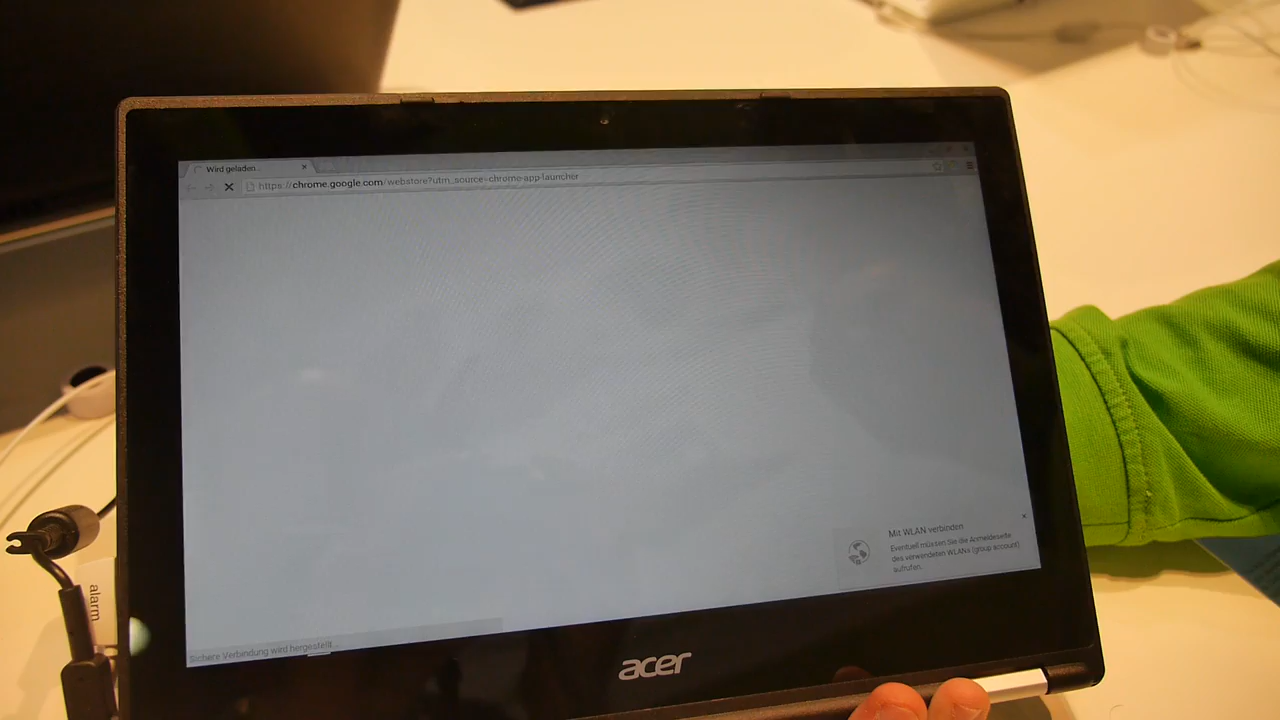 Wird geladen...
https://chrome.google.com/webstore?utm_source=chrome-app-launcher
Mit WLAN verbinden
Eventuell müssen Sie die Anmeldeseite
des verwendeten WLANs (group account)
aufrufen.
Sichere Verbindung wird hergestellt...
acer
alarm